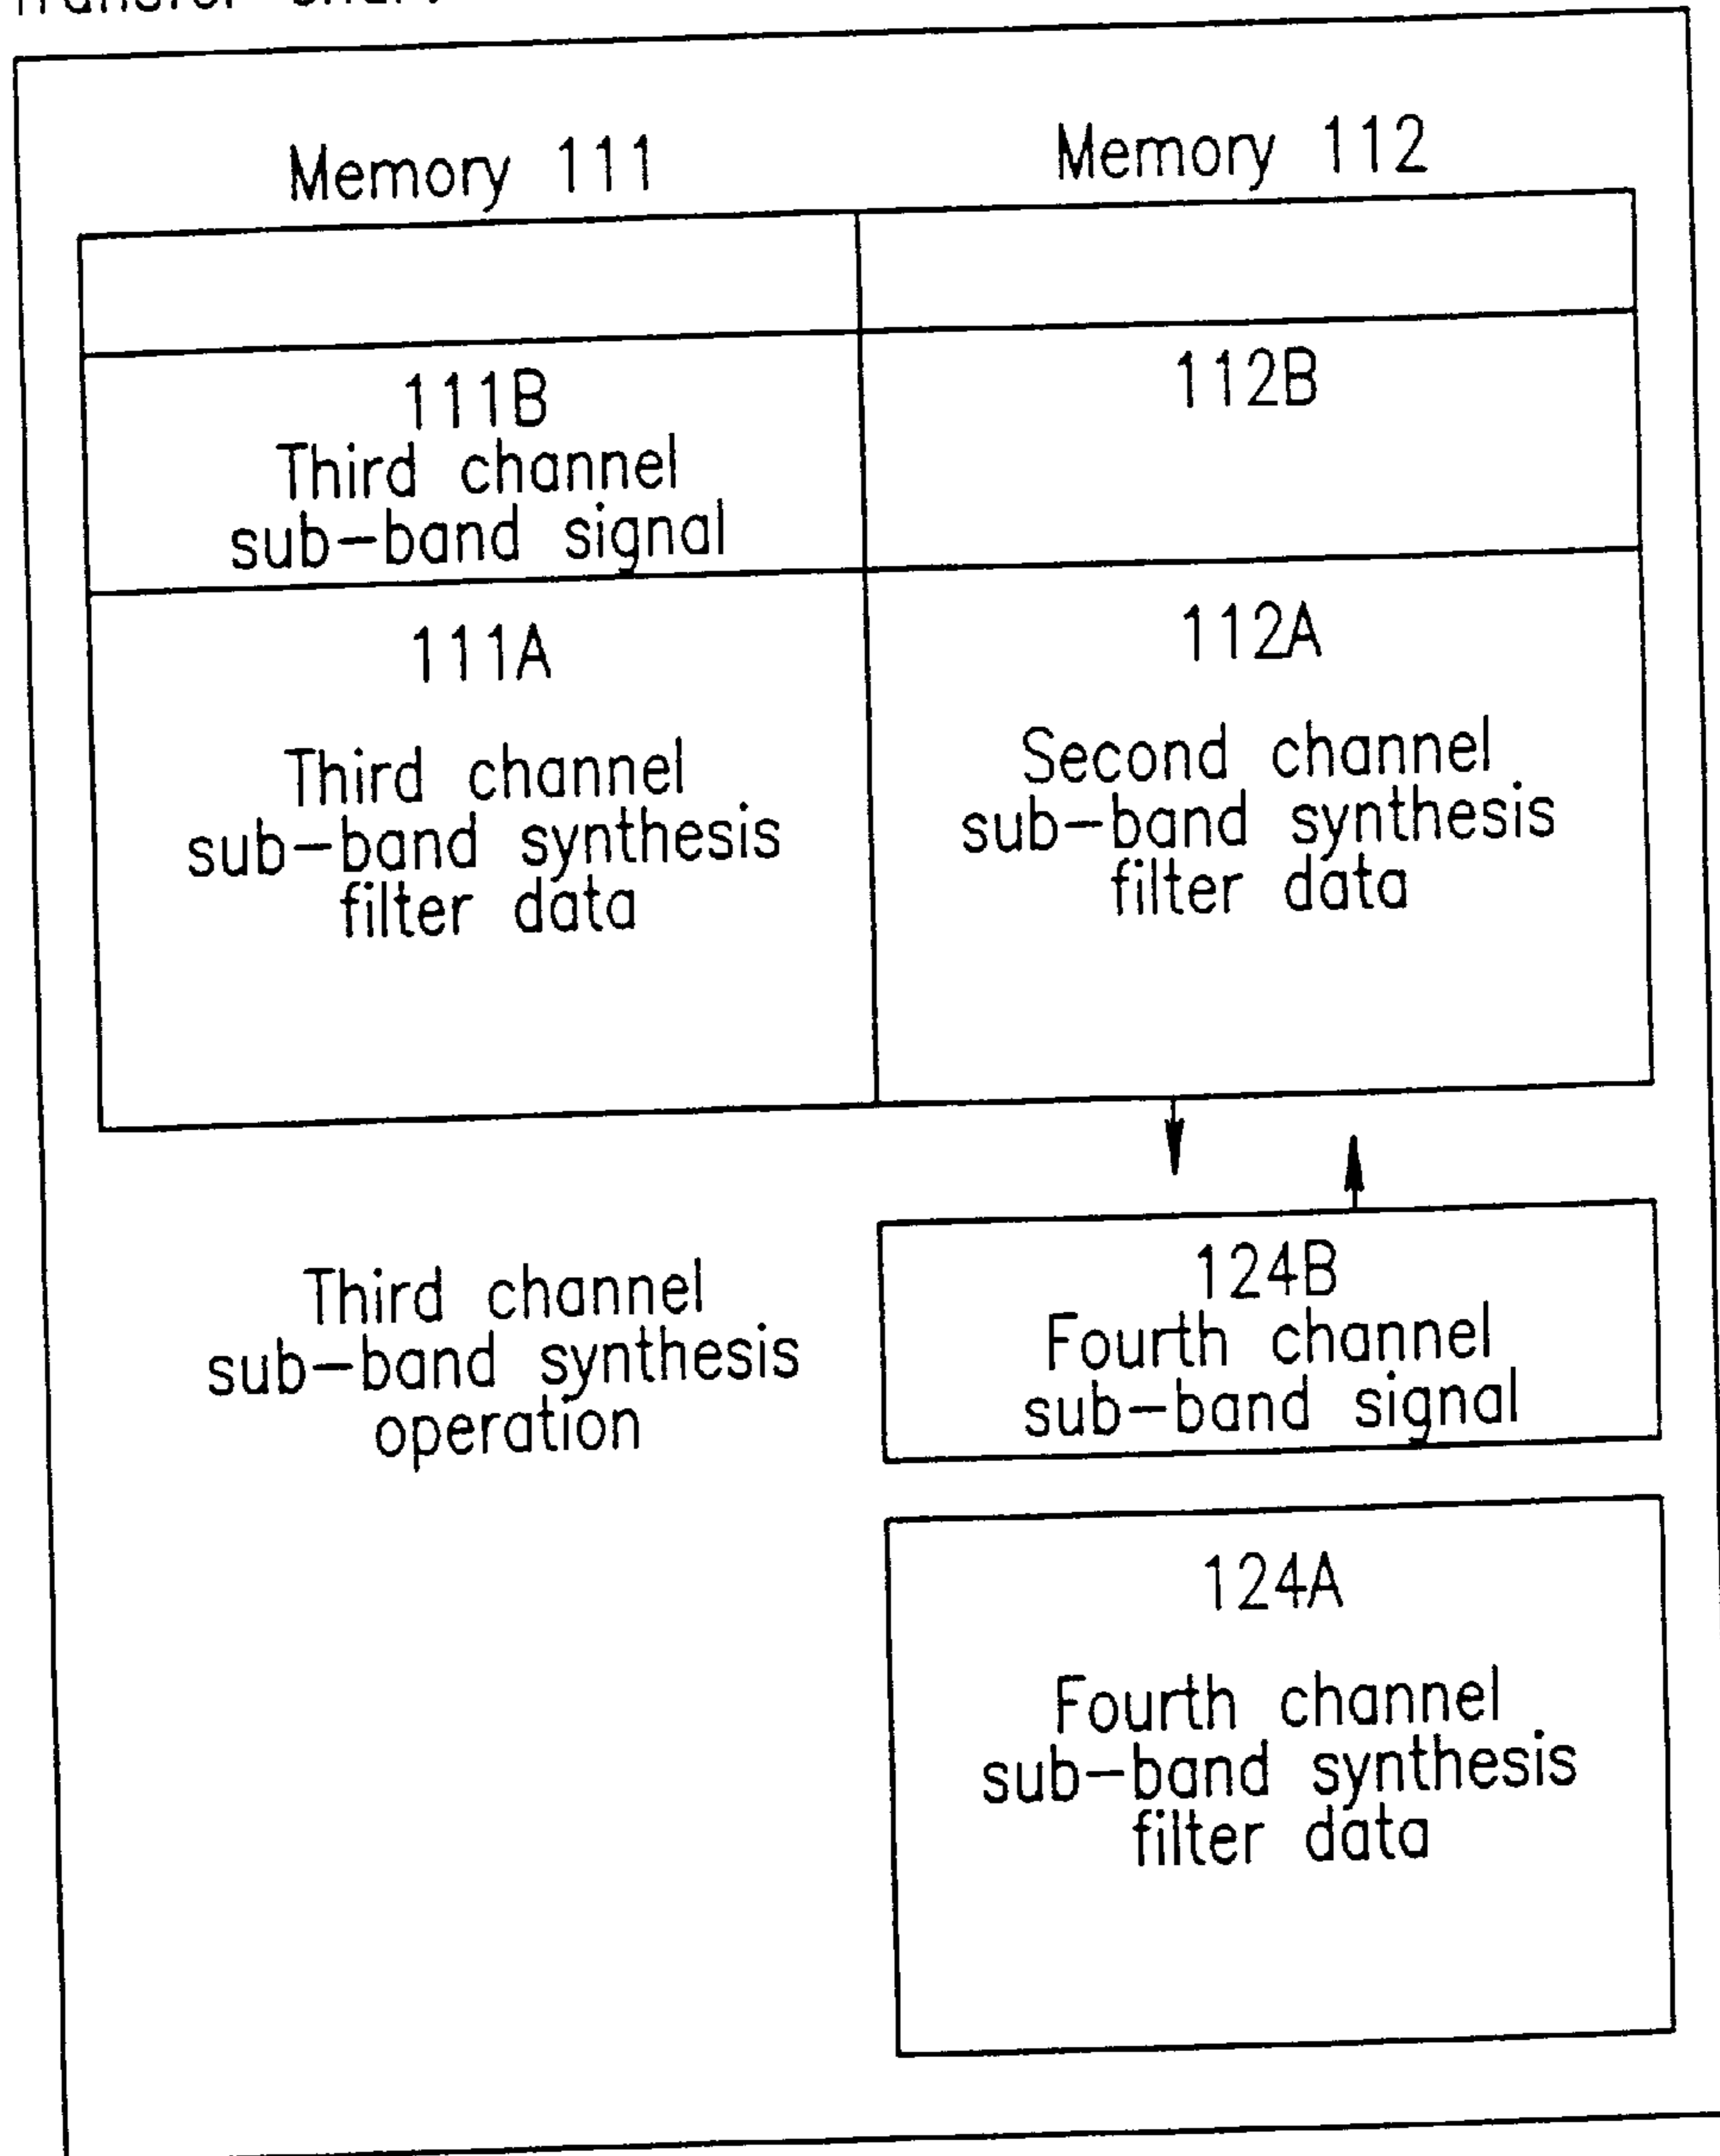 Transfer chart
Memory 111
Memory 112
111B
Third channel
sub-band signal
112B
111A
Third channel
sub-band synthesis
filter data
112A
Second channel
sub-band synthesis
filter data
Third channel
sub-band synthesis
operation
124B
Fourth channel
sub-band signal
124A
Fourth channel
sub-band synthesis
filter data